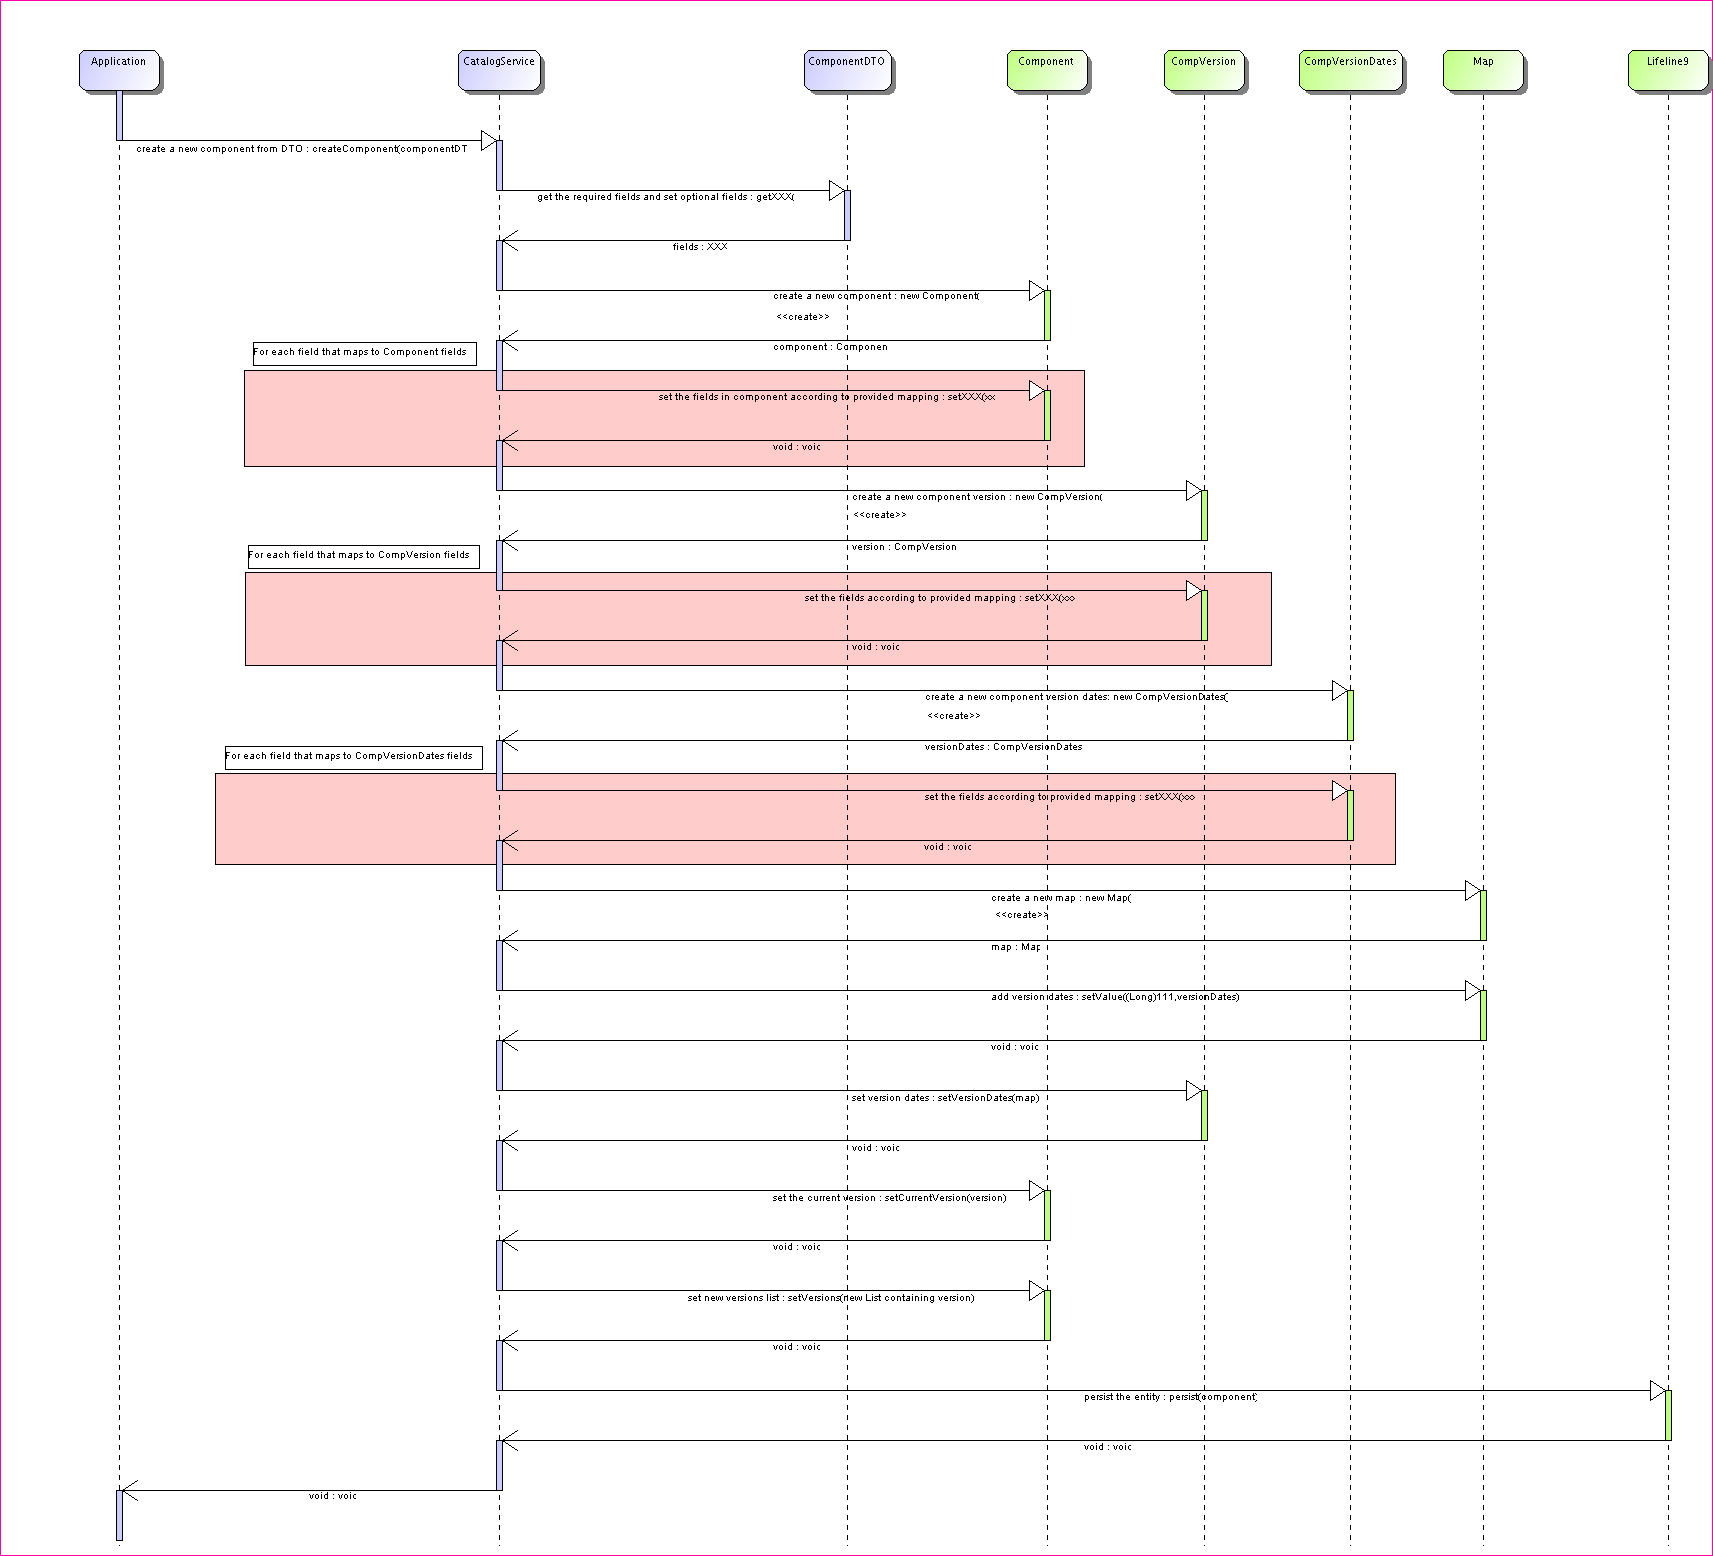 Application
CatalogService
ComponentDTO
Component
CompVersion
CompVersionDates
Map
Lifeline9
create a new component from DTO : createComponent(componentDT
get the required fields and set optional fields : getXXX(
fields : XXX
create a new component : new Component(
<<create>>
component : Componen
For each field that maps to Component fields
set the fields in component according to provided mapping : setXXX(xx
void : voic
create a new component version : new CompVersion(
<<create>>
version : CompVersion
For each field that maps to CompVersion fields
set the fields according to provided mapping : setXXX(xx
void : voic
create a new component version dates: new CompVersionDates(
<<create>>
versionDates : CompVersionDates
For each field that maps to CompVersionDates fields
set the fields according to provided mapping : setXXX(xx
void : voic
create a new map : new Map(
<<create>>
map : Map
add version dates : setValue((Long)111,versionDates)
void : voic
set version dates : setVersionDates(map)
void : voic
set the current version : setCurrentVersion(version)
void : voic
set new versions list : setVersions(new List containing version)
void : voic
persist the entity : persist(component)
void : voic
void : voic